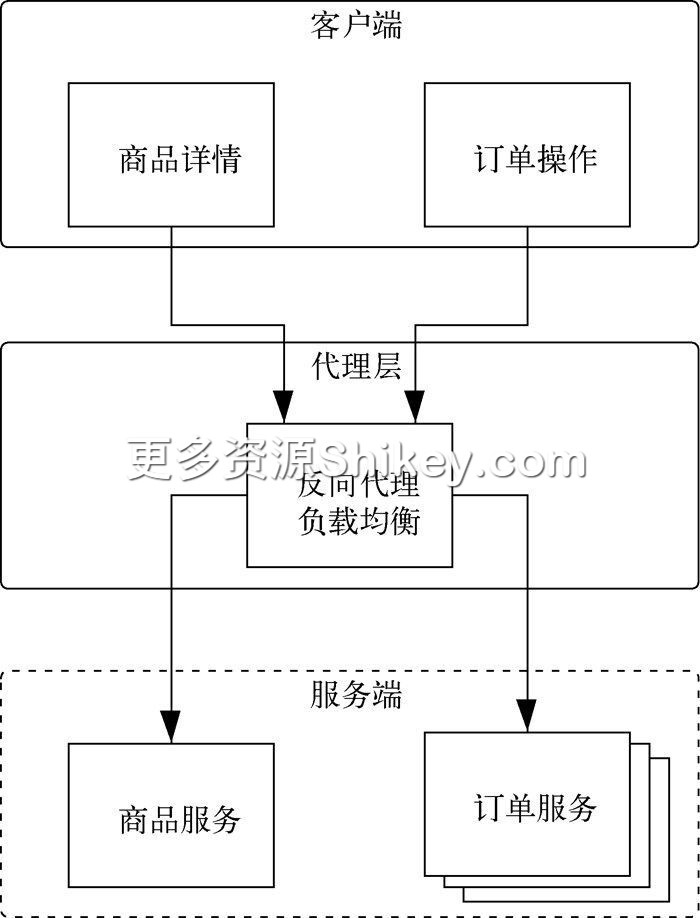 客户端
商品详情
订单操作
代理层
更多资源Shikey.com
反向代理
负载均衡
服务端
商品服务
订单服务